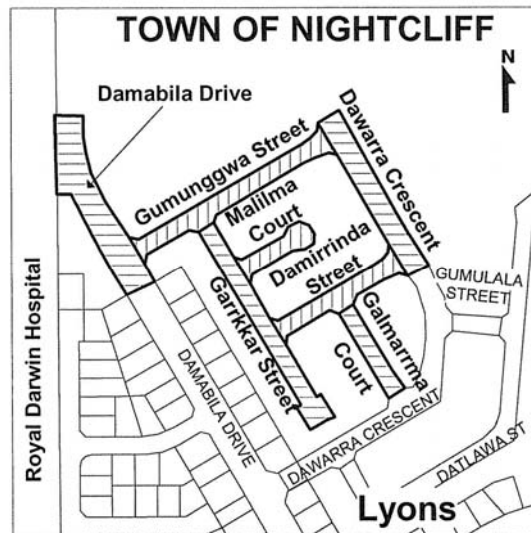 TOWN OF NIGHTCLIFF
N
Damabila Drive
Gumunggwa Street
Dawarra Crescent
Malilma
Court
Damirrinda
Street
GUMULALA
STREET
Garrkkar Street
Galmarrma
Court
Royal Darwin Hospital
DAMABILA DRIVE
DAWARRA CRESCENT
DATLAWA ST
Lyons